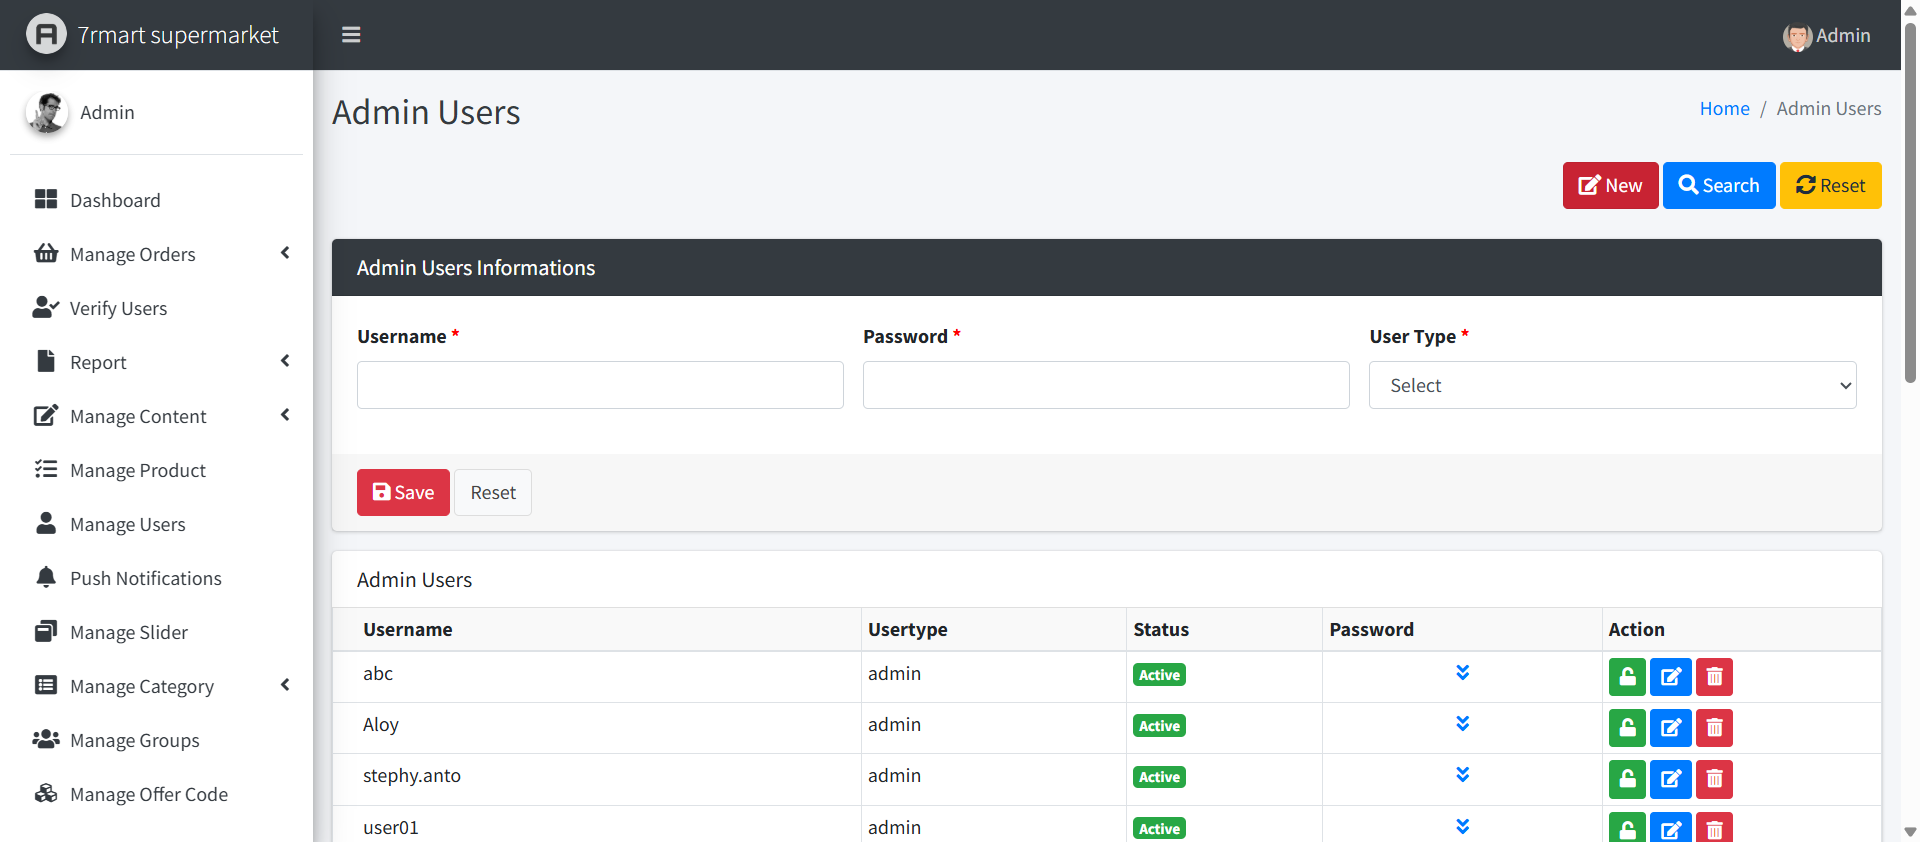 7rmart supermarket
Admin
Admin
Dashboard
Manage Orders
Verify Users
Report
Manage Content
Manage Product
Manage Users
Push Notifications
Manage Slider
Manage Category
Manage Groups
Manage Offer Code
Admin Users
Home / Admin Users
New Search Reset
Admin Users Informations
Username * Password * User Type *
Select
Save Reset
Admin Users
Username Usertype Status Password Action
abc admin Active
Aloy admin Active
stephy.anto admin Active
user01 admin Active